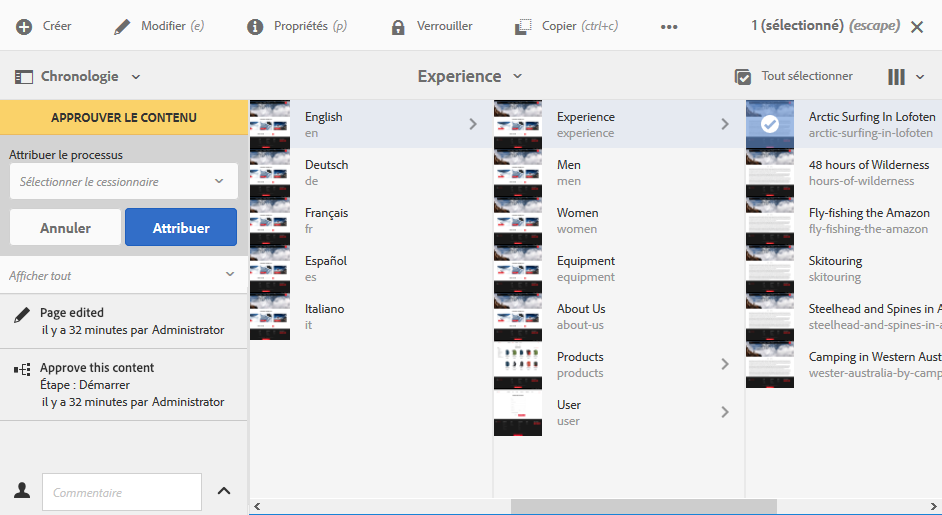 Créer
Modifier (e)
Propriétés (p)
Verrouiller
Copier (ctrl+c)
1 (sélectionné) (escape)
Chronologie
Experience
Tout sélectionner
APPROUVER LE CONTENU
Attribuer le processus
Sélectionner le cessionnaire
Annuler
Attribuer
Afficher tout
Page edited
il y a 32 minutes par Administrator
Approve this content
Étape : Démarrer
il y a 32 minutes par Administrator
Commentaire
English
en
Deutsch
de
Français
fr
Español
es
Italiano
it
Experience
experience
Men
men
Women
women
Equipment
equipment
About Us
about-us
Products
products
User
user
Arctic Surfing In Lofoten
arctic-surfing-in-lofoten
48 hours of Wilderness
hours-of-wilderness
Fly-fishing the Amazon
fly-fishing-the-amazon
Skitouring
skitouring
Steelhead and Spines in A
steelhead-and-spines-in-
Camping in Western Aust
wester-australia-by-camp